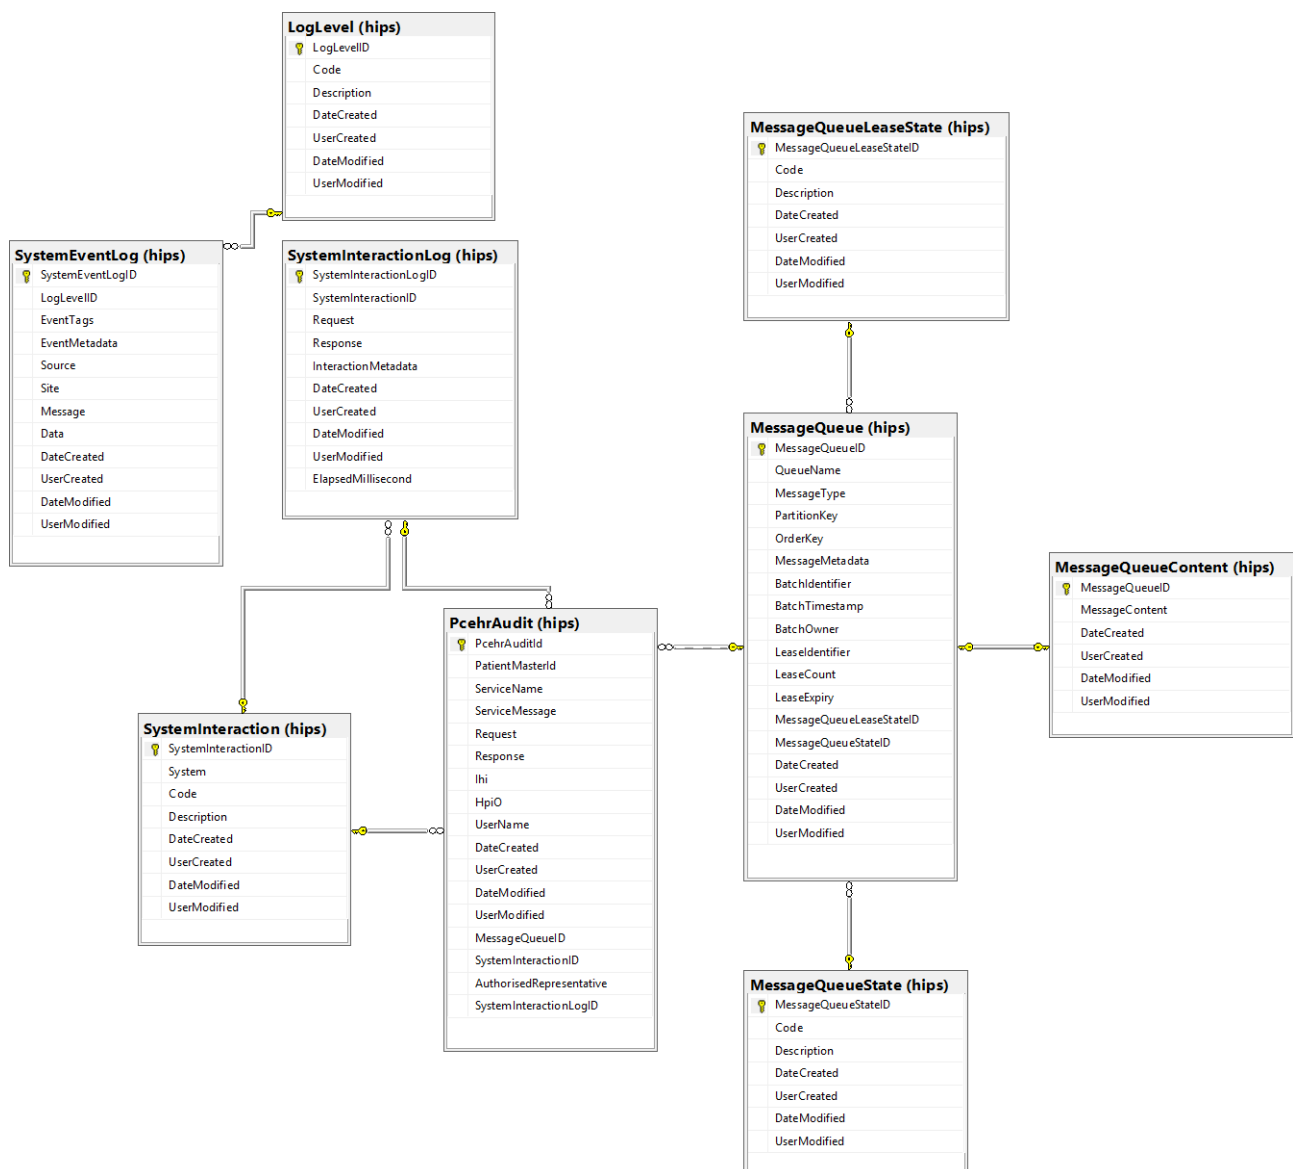 LogLevel (hips)
LogLevelID
Code
Description
DateCreated
UserCreated
DateModified
UserModified
SystemEventLog (hips)
SystemEventLogID
LogLevelID
EventTags
EventMetadata
Source
Site
Message
Data
DateCreated
UserCreated
DateModified
UserModified
SystemInteractionLog (hips)
SystemInteractionLogID
SystemInteractionID
Request
Response
InteractionMetadata
DateCreated
UserCreated
DateModified
UserModified
ElapsedMillisecond
MessageQueueLeaseState (hips)
MessageQueueLeaseStateID
Code
Description
DateCreated
UserCreated
DateModified
UserModified
MessageQueue (hips)
MessageQueueID
QueueName
MessageType
PartitionKey
OrderKey
MessageMetadata
BatchIdentifier
BatchTimestamp
BatchOwner
LeaseIdentifier
LeaseCount
LeaseExpiry
MessageQueueLeaseStateID
MessageQueueStateID
DateCreated
UserCreated
DateModified
UserModified
MessageQueueContent (hips)
MessageQueueID
MessageContent
DateCreated
UserCreated
DateModified
UserModified
PcehrAudit (hips)
PcehrAuditId
PatientMasterId
ServiceName
ServiceMessage
Request
Response
Ihi
HpiO
UserName
DateCreated
UserCreated
DateModified
UserModified
MessageQueueID
SystemInteractionID
AuthorisedRepresentative
SystemInteractionLogID
SystemInteraction (hips)
SystemInteractionID
System
Code
Description
DateCreated
UserCreated
DateModified
UserModified
MessageQueueState (hips)
MessageQueueStateID
Code
Description
DateCreated
UserCreated
DateModified
UserModified